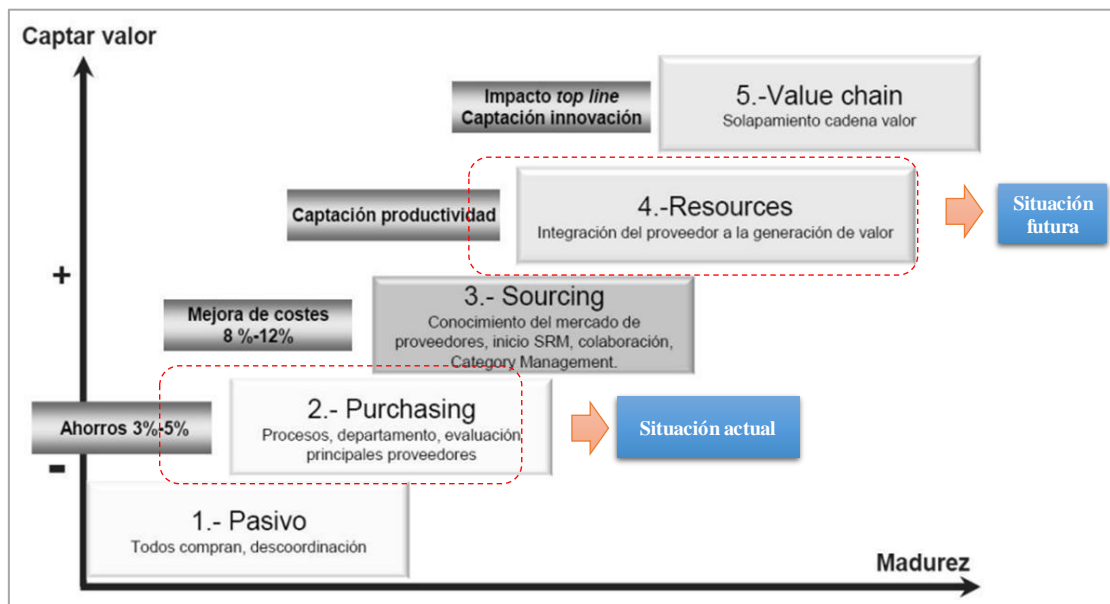 Captar valor
Impacto top line
Captación innovación
5.-Value chain
Solapamiento cadena valor
Captación productividad
4.-Resources
Integración del proveedor a la generación de valor
Situación
futura
+
Mejora de costes
8 %-12%
3.- Sourcing
Conocimiento del mercado de
proveedores, inicio SRM, colaboración,
Category Management.
Ahorros 3%-5%
2.- Purchasing
Procesos, departamento, evaluación
principales proveedores
Situación actual
-
1.- Pasivo
Todos compran, descoordinación
Madurez